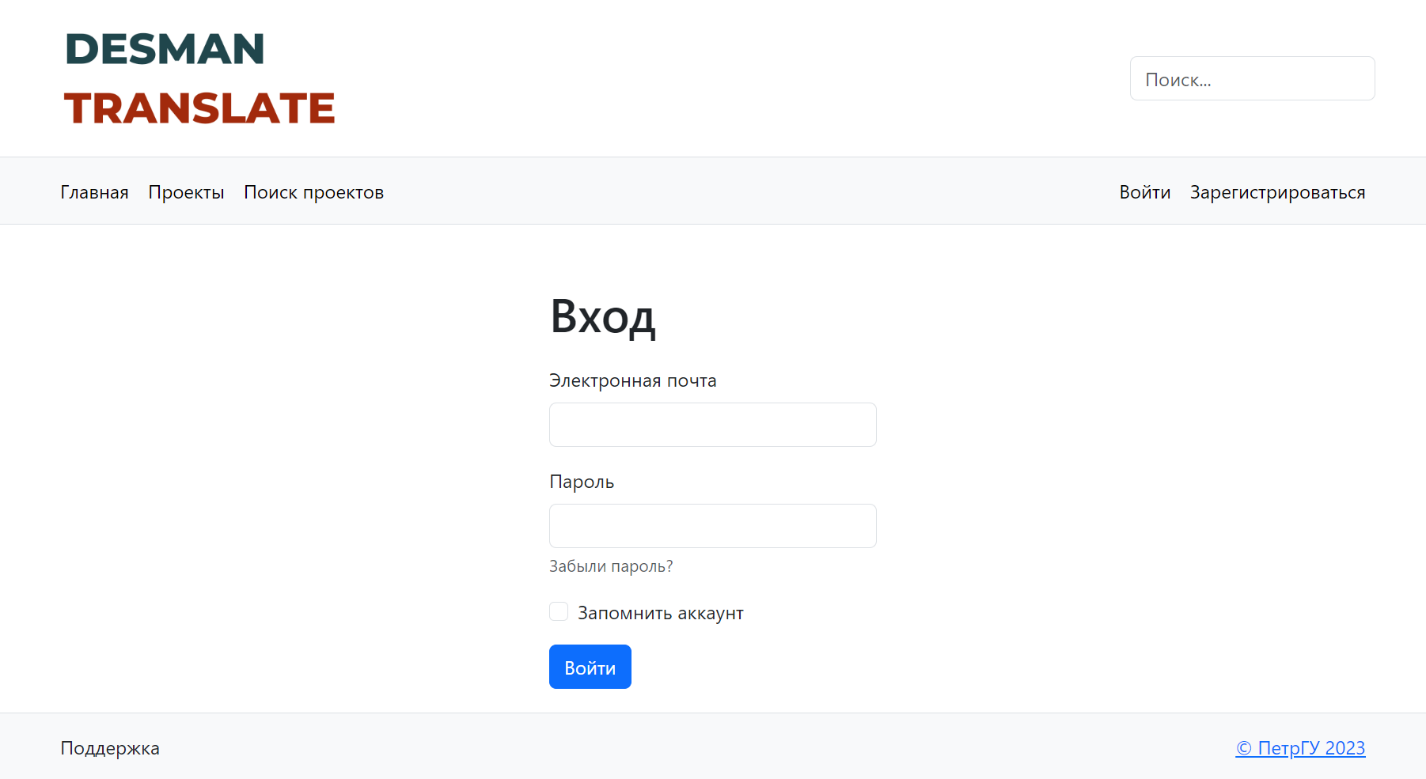 DESMAN
TRANSLATE
Поиск...
Главная Проекты Поиск проектов Войти Зарегистрироваться
Вход
Электронная почта
Пароль
Забыли пароль?
Запомнить аккаунт
Войти
Поддержка © ПетрГУ 2023